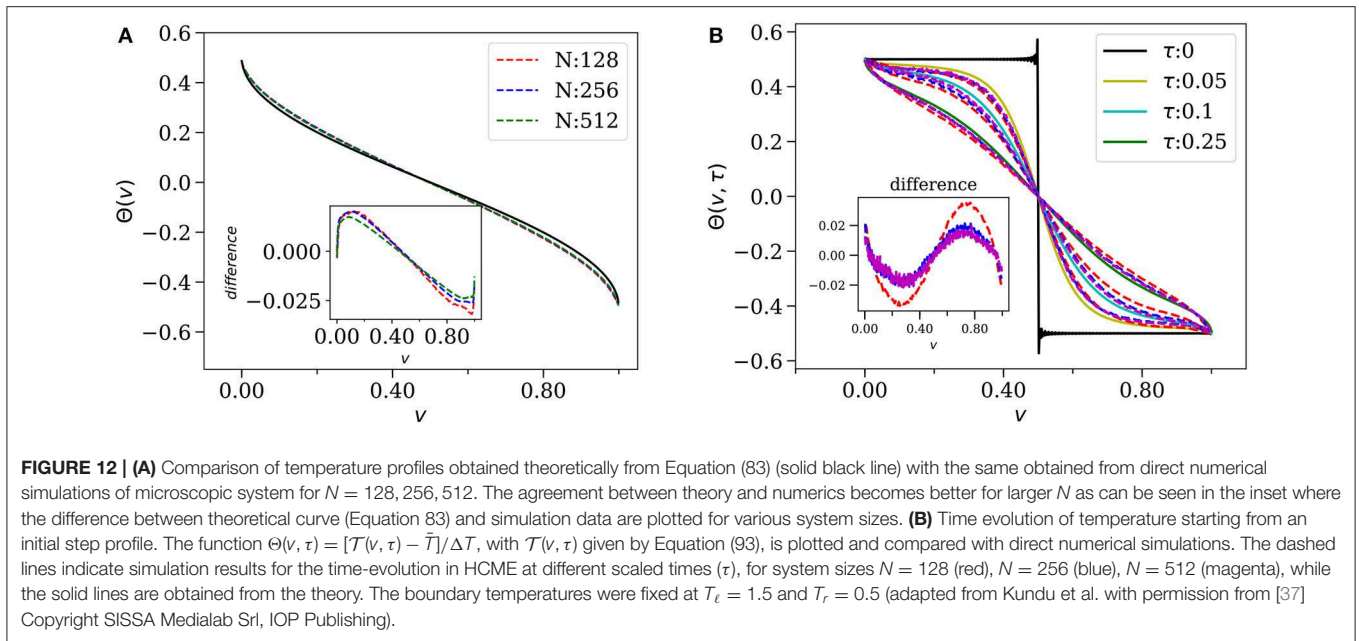 A
0.6
0.4
0.2
0.0
−0.2
−0.4
−0.6
Θ(v)
0.00
0.40
0.80
v
N:128
N:256
N:512
difference
0.000
−0.025
0.00
0.40
0.80
v
B
0.6
0.4
0.2
0.0
−0.2
−0.4
−0.6
Θ(v, τ)
0.00
0.40
0.80
v
τ:0
τ:0.05
τ:0.1
τ:0.25
difference
0.02
0.00
−0.02
0.00
0.80
v
FIGURE 12 | (A) Comparison of temperature profiles obtained theoretically from Equation (83) (solid black line) with the same obtained from direct numerical
simulations of microscopic system for N = 128, 256, 512. The agreement between theory and numerics becomes better for larger N as can be seen in the inset where
the difference between theoretical curve (Equation 83) and simulation data are plotted for various system sizes. (B) Time evolution of temperature starting from an
initial step profile. The function Θ(v, τ) = [𝒯(v, τ) − T̄]/ΔT, with 𝒯(v, τ) given by Equation (93), is plotted and compared with direct numerical simulations. The dashed
lines indicate simulation results for the time-evolution in HCME at different scaled times (τ), for system sizes N = 128 (red), N = 256 (blue), N = 512 (magenta), while
the solid lines are obtained from the theory. The boundary temperatures were fixed at Tℓ = 1.5 and Tr = 0.5 (adapted from Kundu et al. with permission from [37]
Copyright SISSA Medialab Srl, IOP Publishing).